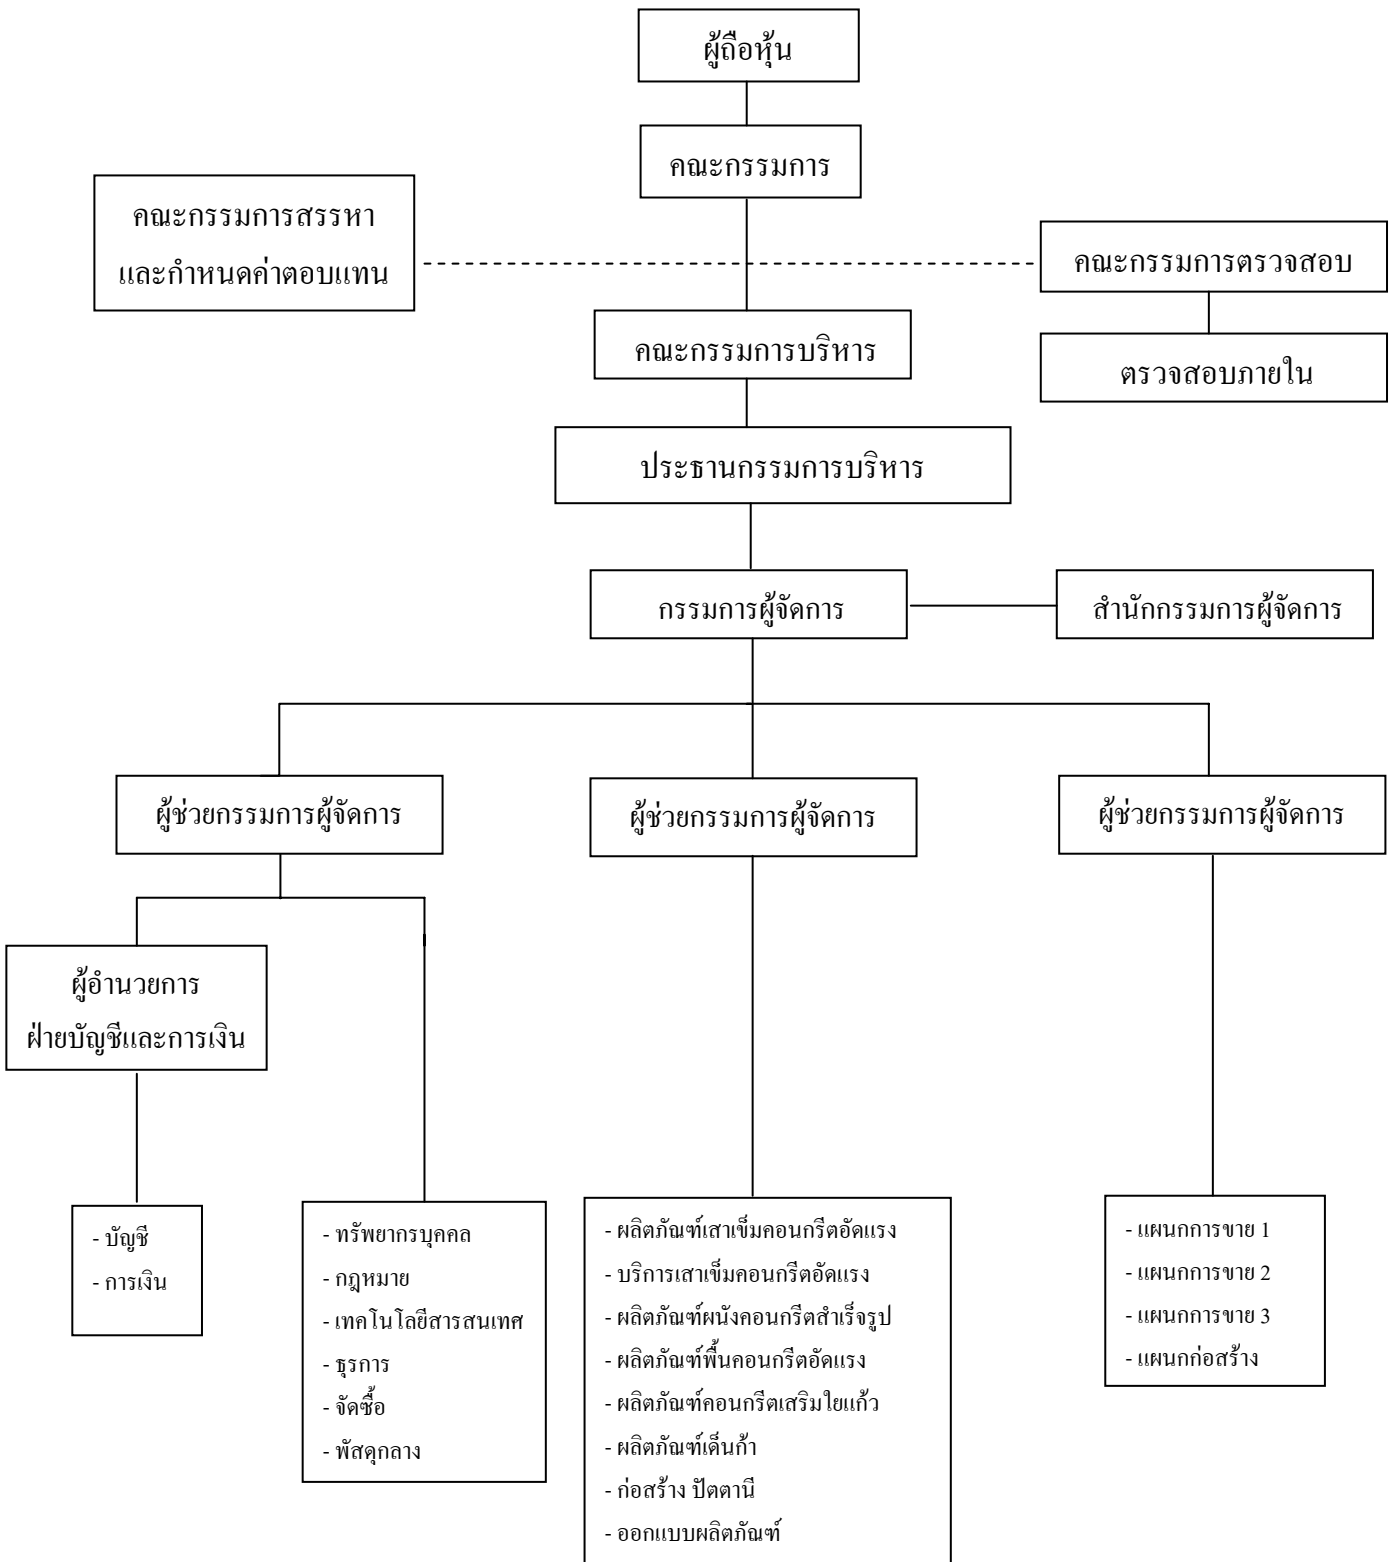 ผู้ถือหุ้น
คณะกรรมการ
คณะกรรมการสรรหา
และกำหนดค่าตอบแทน
คณะกรรมการตรวจสอบ
ตรวจสอบภายใน
คณะกรรมการบริหาร
ประธานกรรมการบริหาร
กรรมการผู้จัดการ
สำนักกรรมการผู้จัดการ
ผู้ช่วยกรรมการผู้จัดการ
ผู้ช่วยกรรมการผู้จัดการ
ผู้ช่วยกรรมการผู้จัดการ
ผู้อำนวยการ
ฝ่ายบัญชีและการเงิน
- บัญชี
- การเงิน
- ทรัพยากรบุคคล
- กฎหมาย
- เทคโนโลยีสารสนเทศ
- ธุรการ
- จัดซื้อ
- พัสดุกลาง
- ผลิตภัณฑ์เสาเข็มคอนกรีตอัดแรง
- บริการเสาเข็มคอนกรีตอัดแรง
- ผลิตภัณฑ์ผนังคอนกรีตสำเร็จรูป
- ผลิตภัณฑ์พื้นคอนกรีตอัดแรง
- ผลิตภัณฑ์คอนกรีตเสริมใยแก้ว
- ผลิตภัณฑ์เด็นก้า
- ก่อสร้าง ปัตตานี
- ออกแบบผลิตภัณฑ์
- แผนกการขาย 1
- แผนกการขาย 2
- แผนกการขาย 3
- แผนกก่อสร้าง